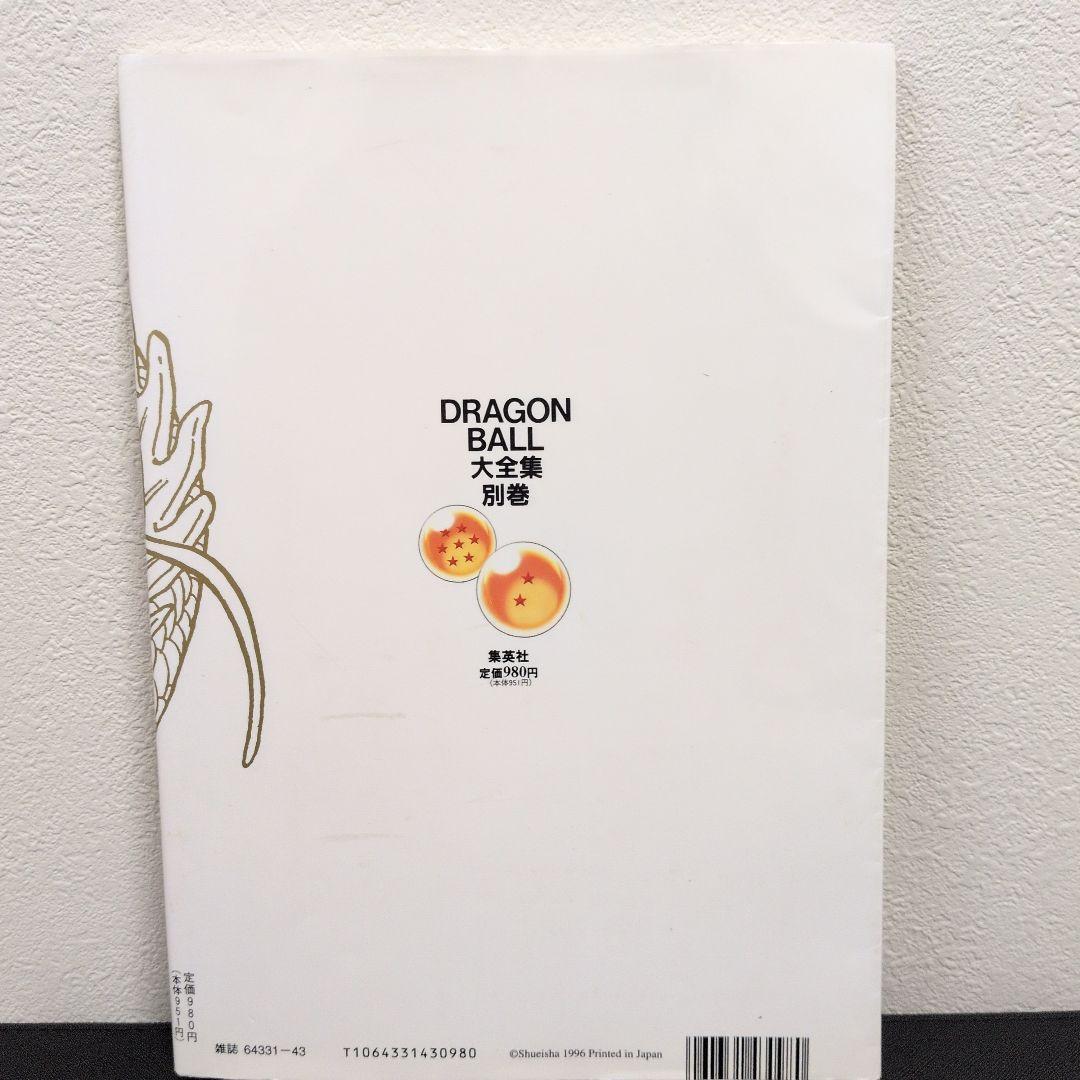 DRAGON
BALL
大全集
別巻
集英社
定価980円
(本体951円)
定価980円
(本体951円)
雑誌 64331-43
T1064331430980
©Shueisha 1996 Printed in Japan